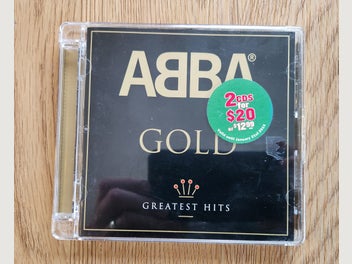 ABBA®
2 CDS
for
$20
or $12.99
GOLD
GREATEST HITS